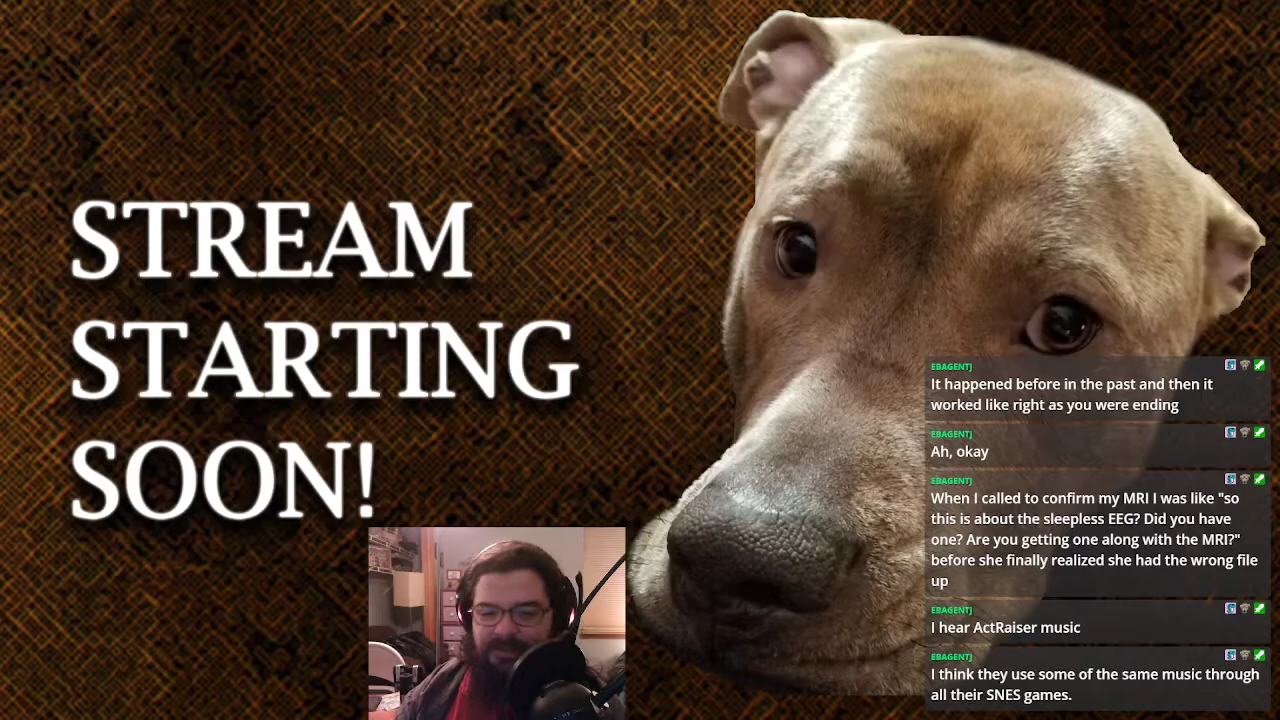 STREAM
STARTING
SOON!
EBAGENTJ
It happened before in the past and then it
worked like right as you were ending
EBAGENTJ
Ah, okay
EBAGENTJ
When I called to confirm my MRI I was like "so
this is about the sleepless EEG? Did you have
one? Are you getting one along with the MRI?"
before she finally realized she had the wrong file
up
EBAGENTJ
I hear ActRaiser music
EBAGENTJ
I think they use some of the same music through
all their SNES games.